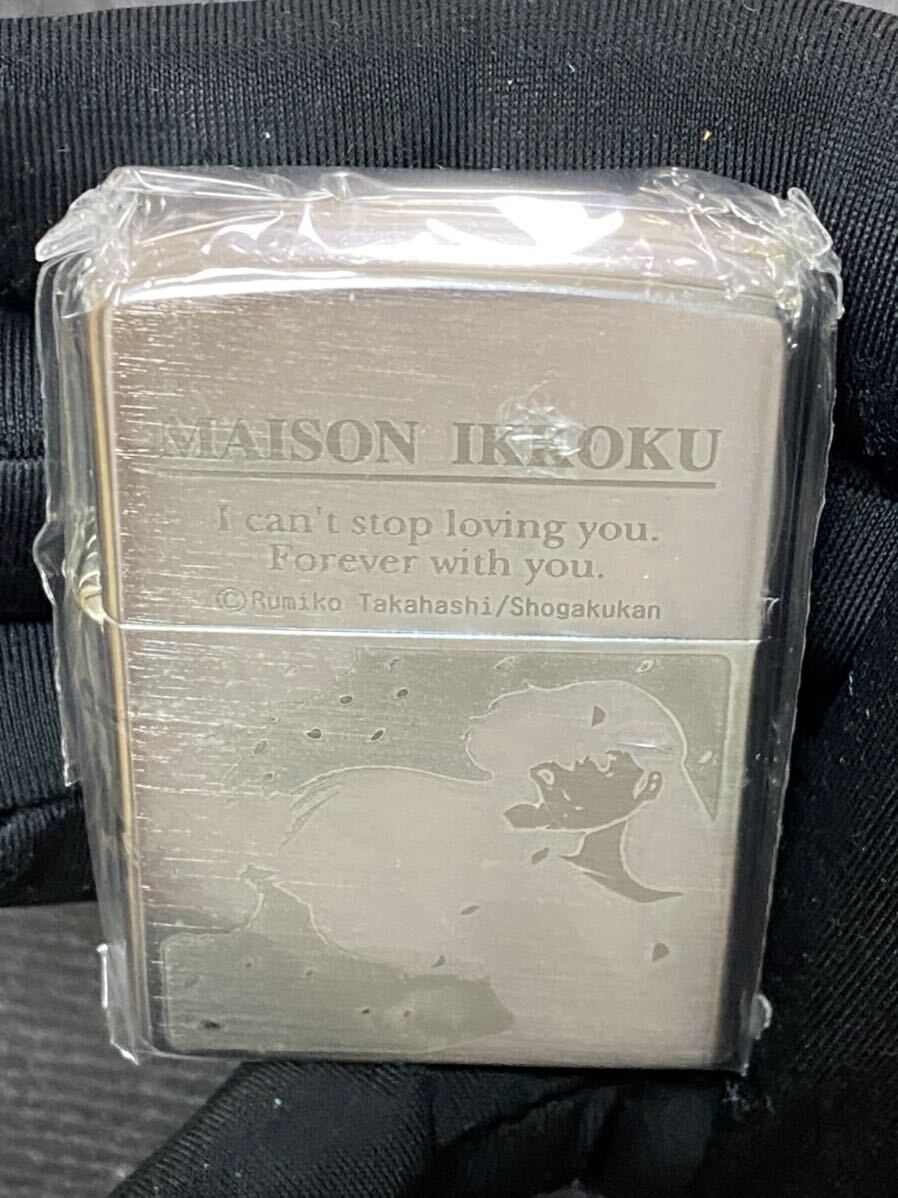 MAISON IKKOKU
I can't stop loving you.
Forever with you.
©Rumiko Takahashi/Shogakukan